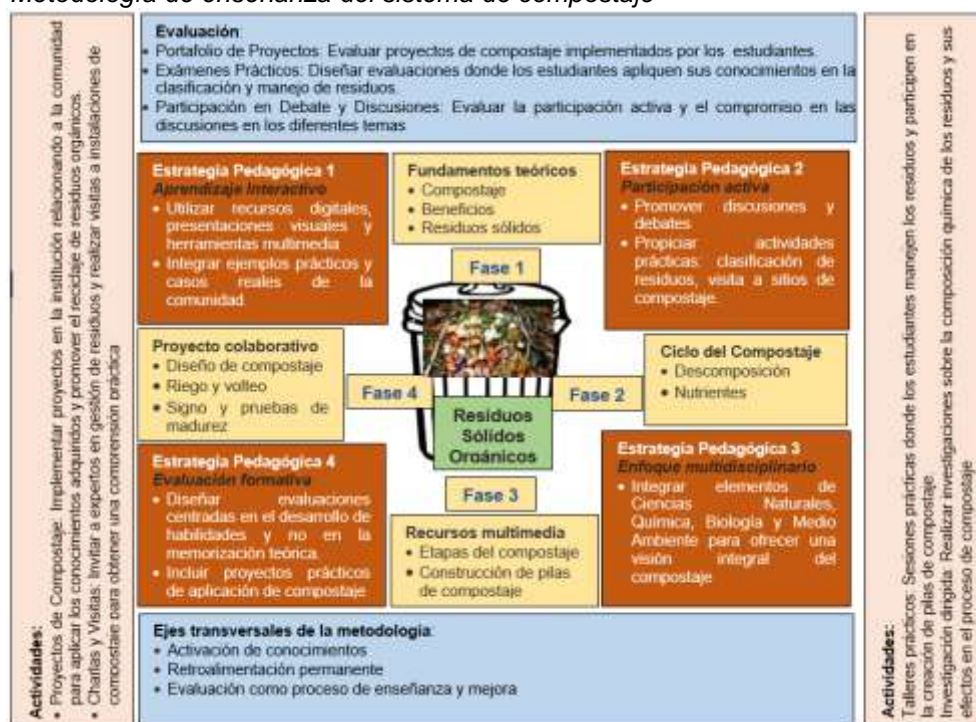 Metodología de enseñanza del sistema de compostaje
Evaluación:
• Portafolio de Proyectos: Evaluar proyectos de compostaje implementados por los estudiantes.
• Exámenes Prácticos: Diseñar evaluaciones donde los estudiantes apliquen sus conocimientos en la
clasificación y manejo de residuos.
• Participación en Debate y Discusiones: Evaluar la participación activa y el compromiso en las
discusiones en los diferentes temas
Actividades:
• Proyectos de Compostaje: Implementar proyectos en la institución relacionando a la comunidad
para aplicar los conocimientos adquiridos y promover el reciclaje de residuos orgánicos.
• Charlas y Visitas: Invitar a expertos en gestión de residuos y realizar visitas a instalaciones de
compostaje para obtener una comprensión práctica
Estrategia Pedagógica 1
Aprendizaje Interactivo
• Utilizar recursos digitales,
presentaciones visuales y
herramientas multimedia
• Integrar ejemplos prácticos y
casos reales de la
comunidad
Fundamentos teóricos
• Compostaje
• Beneficios
• Residuos sólidos
Fase 1
Estrategia Pedagógica 2
Participación activa
• Promover discusiones y
debates
• Propiciar actividades
prácticas: clasificación de
residuos, visita a sitios de
compostaje.
Proyecto colaborativo
• Diseño de compostaje
• Riego y volteo
• Signo y pruebas de
madurez
Fase 4
Residuos
Sólidos
Orgánicos
Fase 2
Ciclo del Compostaje
• Descomposición
• Nutrientes
Estrategia Pedagógica 4
Evaluación formativa
• Diseñar evaluaciones
centradas en el desarrollo de
habilidades y no en la
memorización teórica.
• Incluir proyectos prácticos
de aplicación de compostaje
Fase 3
Recursos multimedia
• Etapas del compostaje
• Construcción de pilas
de compostaje
Estrategia Pedagógica 3
Enfoque multidisciplinario
• Integrar elementos de
Ciencias Naturales,
Química, Biología y Medio
Ambiente para ofrecer una
visión integral del
compostaje
Ejes transversales de la metodología:
• Activación de conocimientos
• Retroalimentación permanente
• Evaluación como proceso de enseñanza y mejora
Actividades:
Talleres prácticos: Sesiones prácticas donde los estudiantes manejen los residuos y participen en
la creación de pilas de compostaje.
Investigación dirigida: Realizar investigaciones sobre la composición química de los residuos y sus
efectos en el proceso de compostaje